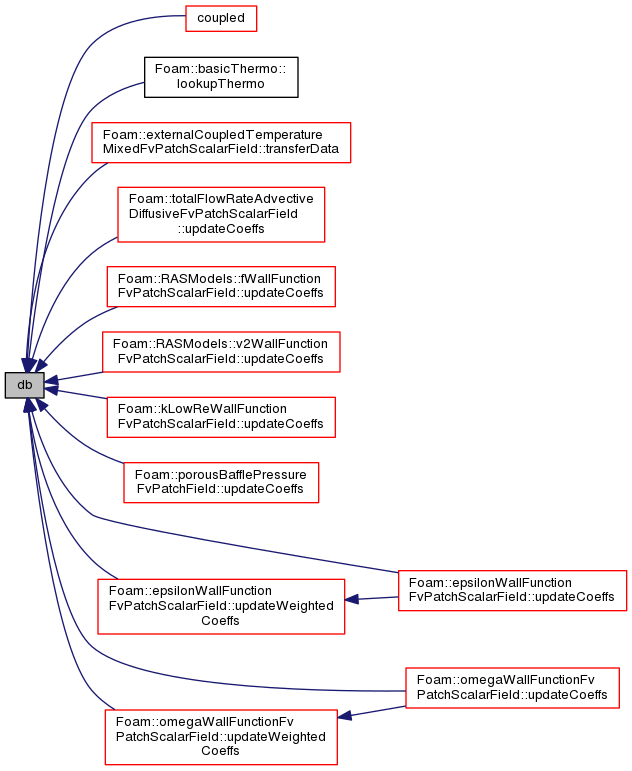 coupled
Foam::basicThermo::
lookupThermo
Foam::externalCoupledTemperature
MixedFvPatchScalarField::transferData
Foam::totalFlowRateAdvective
DiffusiveFvPatchScalarField
::updateCoeffs
Foam::RASModels::fWallFunction
FvPatchScalarField::updateCoeffs
Foam::RASModels::v2WallFunction
FvPatchScalarField::updateCoeffs
db
Foam::kLowReWallFunction
FvPatchScalarField::updateCoeffs
Foam::porousBafflePressure
FvPatchField::updateCoeffs
Foam::epsilonWallFunction
FvPatchScalarField::updateWeighted
Coeffs
Foam::epsilonWallFunction
FvPatchScalarField::updateCoeffs
Foam::omegaWallFunctionFv
PatchScalarField::updateCoeffs
Foam::omegaWallFunctionFv
PatchScalarField::updateWeighted
Coeffs